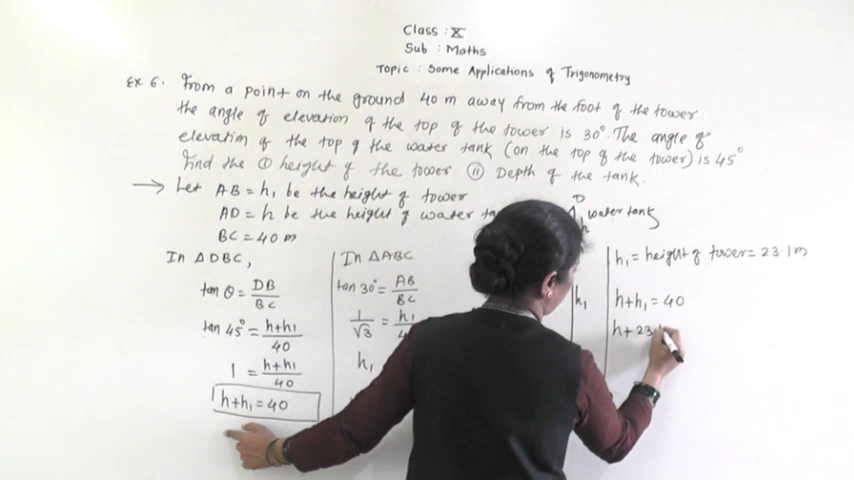 Class : X
Sub : Maths
Topic : Some Applications of Trigonometry
Ex 6. From a point on the ground 40 m away from the foot of the tower
the angle of elevation of the top of the tower is 30°. The angle of
elevation of the top of the water tank (on the top of the tower) is 45°
find the ① height of the tower ② Depth of the tank.
→ Let AB = h₁ be the height of tower
AD = h be the height of water
BC = 40 m
In △DBC,
tan θ = DB/BC
tan 45° = h+h₁/40
1 = h+h₁/40
h+h₁ = 40
In △ABC
tan 30° = AB/BC
1/√3 = h₁/
h₁
D
water tank
h
h₁
h₁ = height of tower = 23.1m
h+h₁ = 40
h+23